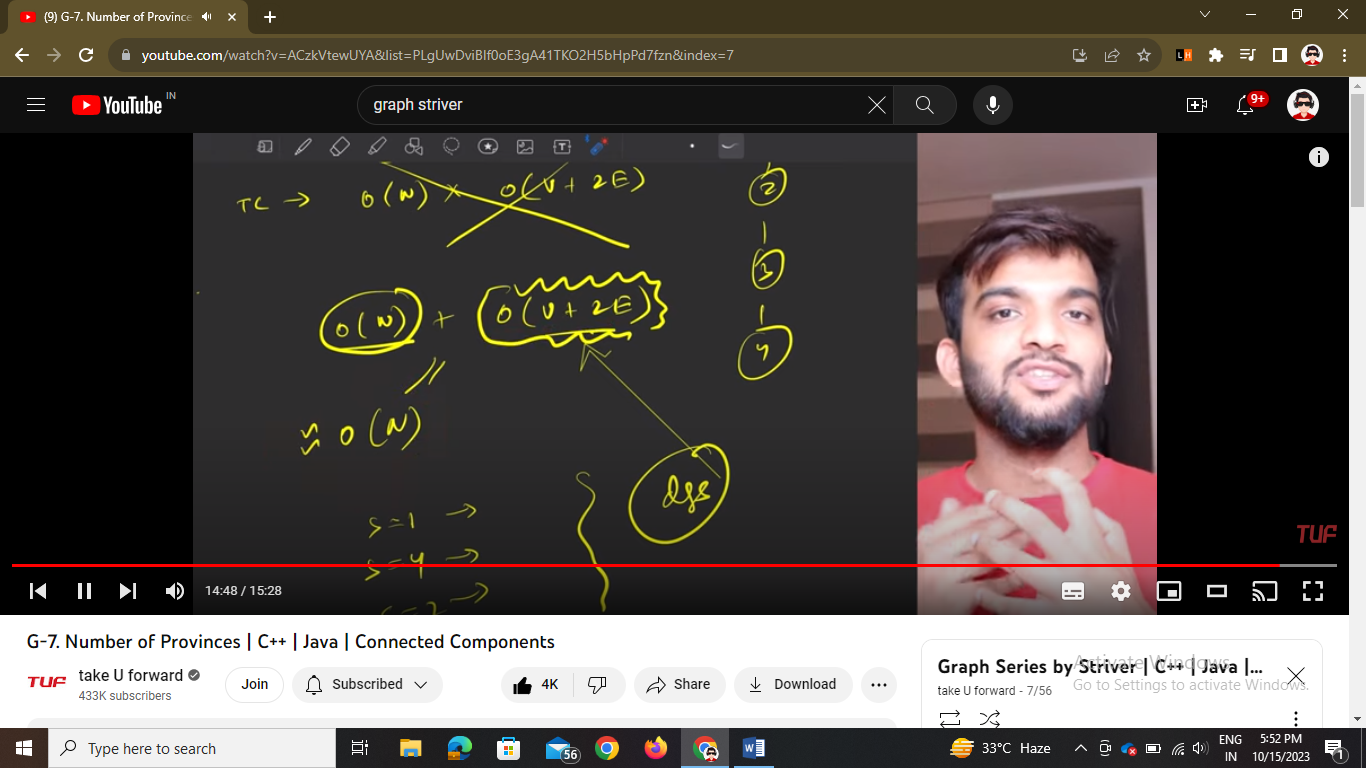 (9) G-7. Number of Province
youtube.com/watch?v=ACzkVtewUYA&list=PLgUwDviBIf0oE3gA41TKO2H5bHpPd7fzn&index=7
YouTube IN
graph striver
9+
TC → O(N) × O(V + 2E)
O(N) + O(V + 2E)
≈ O(N)
2
3
4
dfs
S=1 →
S=4 →
S=2 →
TUF
14:48 / 15:28
G-7. Number of Provinces | C++ | Java | Connected Components
TUF
take U forward
433K subscribers
Join
Subscribed
4K
Share
Download
Graph Series by Striver | C++ | Java |...
take U forward - 7/56
Activate Windows
Go to Settings to activate Windows.
Type here to search
56
33°C Haze
ENG
IN
5:52 PM
10/15/2023
1